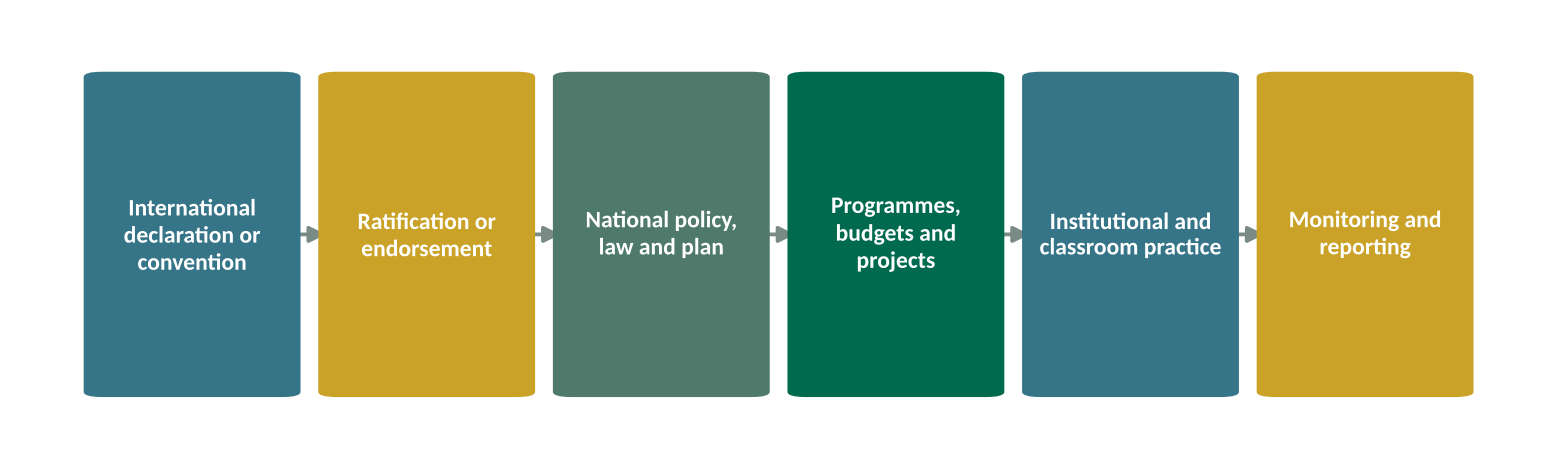 International
declaration or
convention
Ratification or
endorsement
National policy,
law and plan
Programmes,
budgets and
projects
Institutional and
classroom practice
Monitoring and
reporting